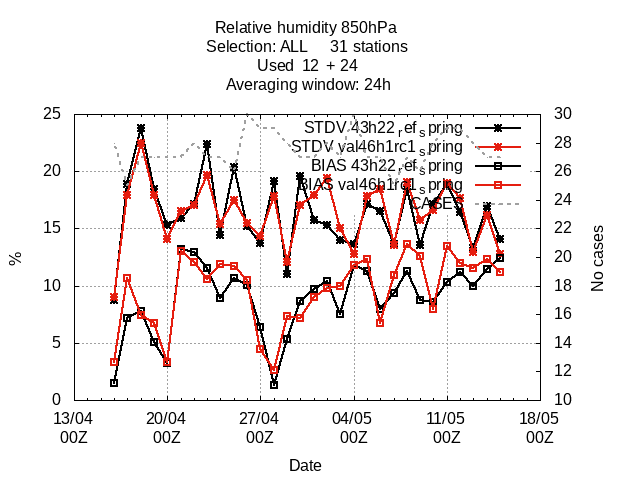 Relative humidity 850hPa
Selection: ALL 31 stations
Used 12 + 24
Averaging window: 24h
25 30
STDV 43h22_ref_spring
28
STDV val46h1rc1_spring
BIAS 43h22_ref_spring
20 26
BIAS val46h1rc1_spring
24
CASES
15 22
% 20
No cases
10 18
16
5 14
12
0 10
13/04 20/04 27/04 04/05 11/05 18/05
00Z 00Z 00Z 00Z 00Z 00Z
Date